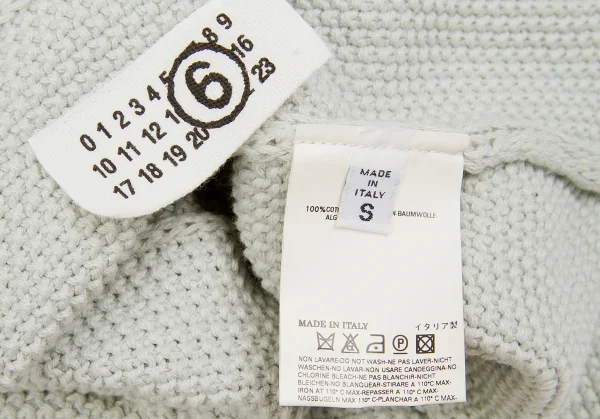 0 1 2 3 4 5 6 8 9
10 11 12 1 16
17 18 19 20 23
MADE
IN
ITALY
S
100%
ALG BAUMWOLLE
MADE IN ITALY イタリア製
NON LAVARE-DO NOT WASH-NE PAS LAVER-NICHT
WASCHEN-NO LAVAR-NON CANDEGGINA-NO
CHLORINE BLEACH-NE PAS BLANCHIR-NICHT
BLEICHEN-NO BLANQUEAR-STIRARE A 110°C MAX-
IRON AT 110°C MAX-REPASSER A 110°C MAX-
NASSBUGELN MAX 110°C-PLANCHAR A 110°C MAX-